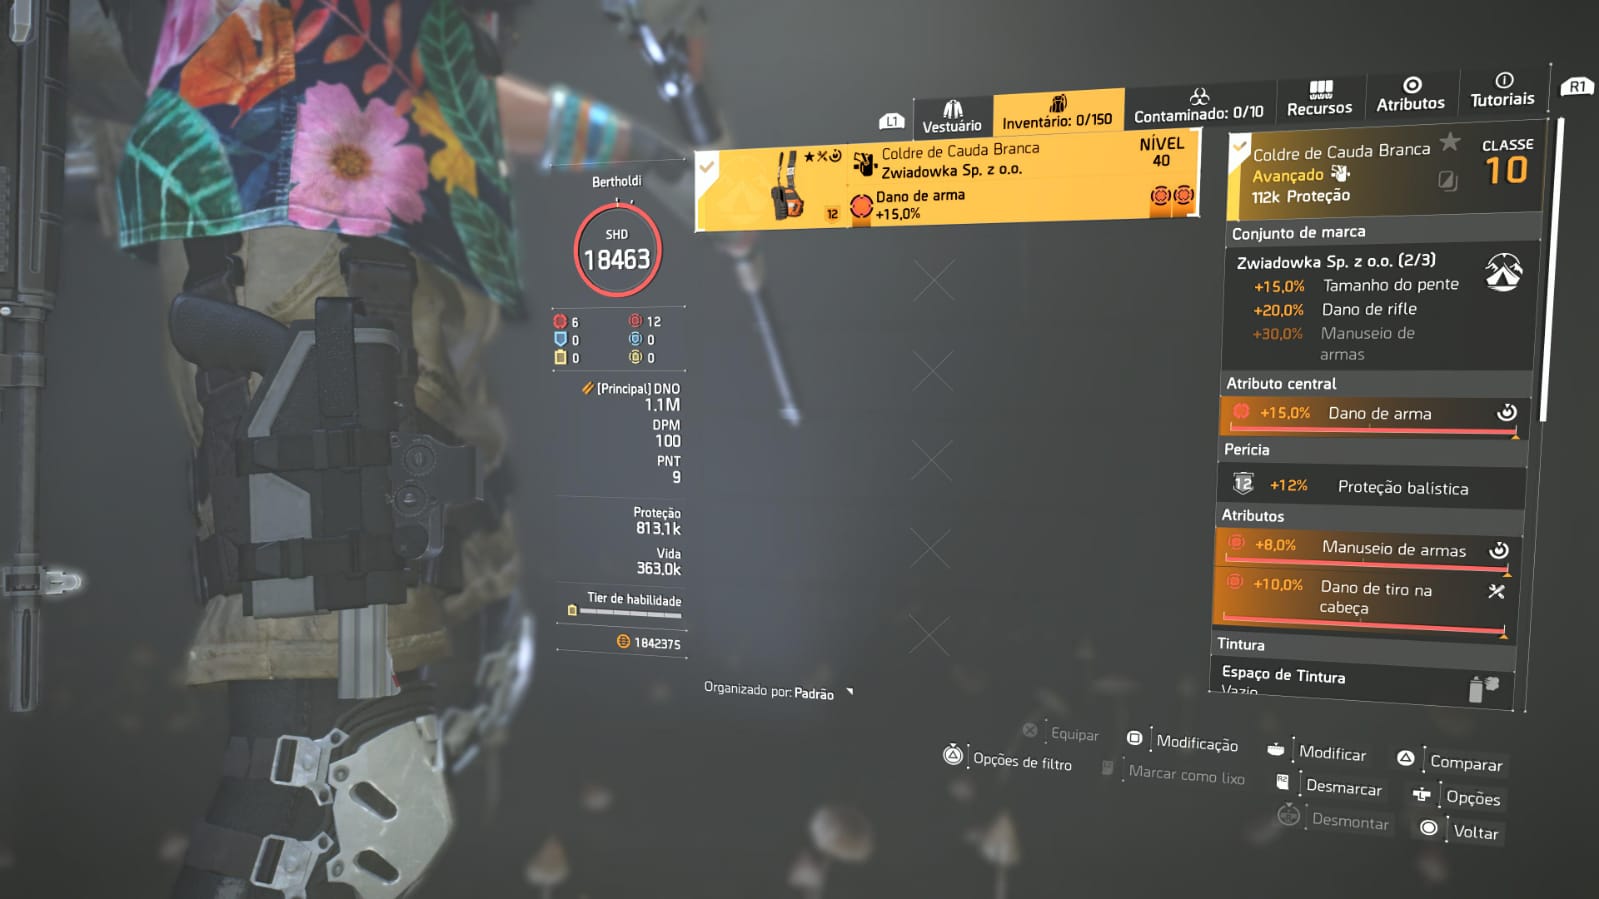 L1
Vestuário
Inventário: 0/150
Contaminado: 0/10
Recursos
Atributos
Tutoriais
R1
Bertholdi
SHD
18463
6
12
0
0
0
0
[Principal] DNO
1.1M
DPM
100
PNT
9
Proteção
813,1k
Vida
363,0k
Tier de habilidade
1842375
Coldre de Cauda Branca
Zwiadowka Sp. z o.o.
NÍVEL
40
12
Dano de arma
+15,0%
Organizado por: Padrão
Coldre de Cauda Branca
Avançado
112k Proteção
CLASSE
10
Conjunto de marca
Zwiadowka Sp. z o.o. (2/3)
+15,0% Tamanho do pente
+20,0% Dano de rifle
+30,0% Manuseio de
armas
Atributo central
+15,0% Dano de arma
Perícia
12 +12% Proteção balística
Atributos
+8,0% Manuseio de armas
+10,0% Dano de tiro na
cabeça
Tintura
Espaço de Tintura
Vazio
Equipar
Modificação
Modificar
Comparar
Opções de filtro
Marcar como lixo
R2 Desmarcar
Opções
Desmontar
Voltar